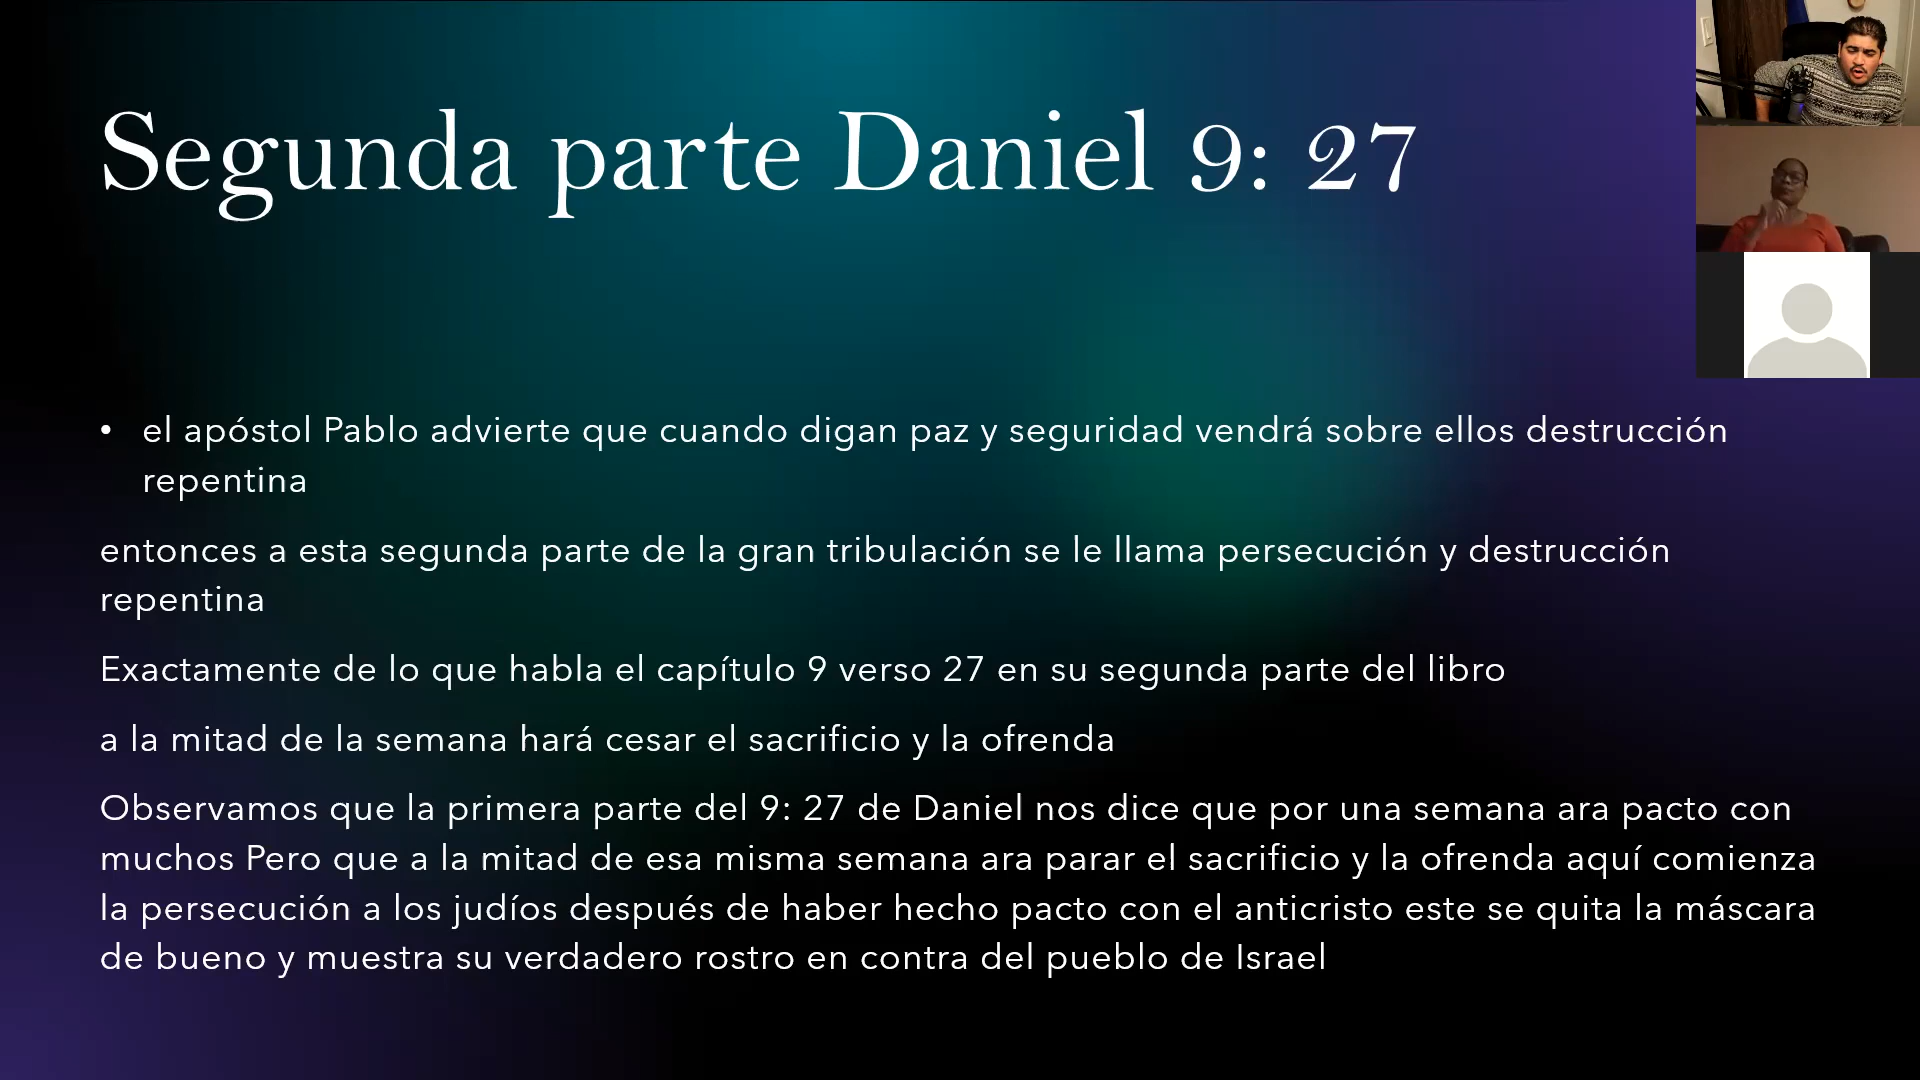 Segunda parte Daniel 9: 27
• el apóstol Pablo advierte que cuando digan paz y seguridad vendrá sobre ellos destrucción
repentina
entonces a esta segunda parte de la gran tribulación se le llama persecución y destrucción
repentina
Exactamente de lo que habla el capítulo 9 verso 27 en su segunda parte del libro
a la mitad de la semana hará cesar el sacrificio y la ofrenda
Observamos que la primera parte del 9: 27 de Daniel nos dice que por una semana ara pacto con
muchos Pero que a la mitad de esa misma semana ara parar el sacrificio y la ofrenda aquí comienza
la persecución a los judíos después de haber hecho pacto con el anticristo este se quita la máscara
de bueno y muestra su verdadero rostro en contra del pueblo de Israel